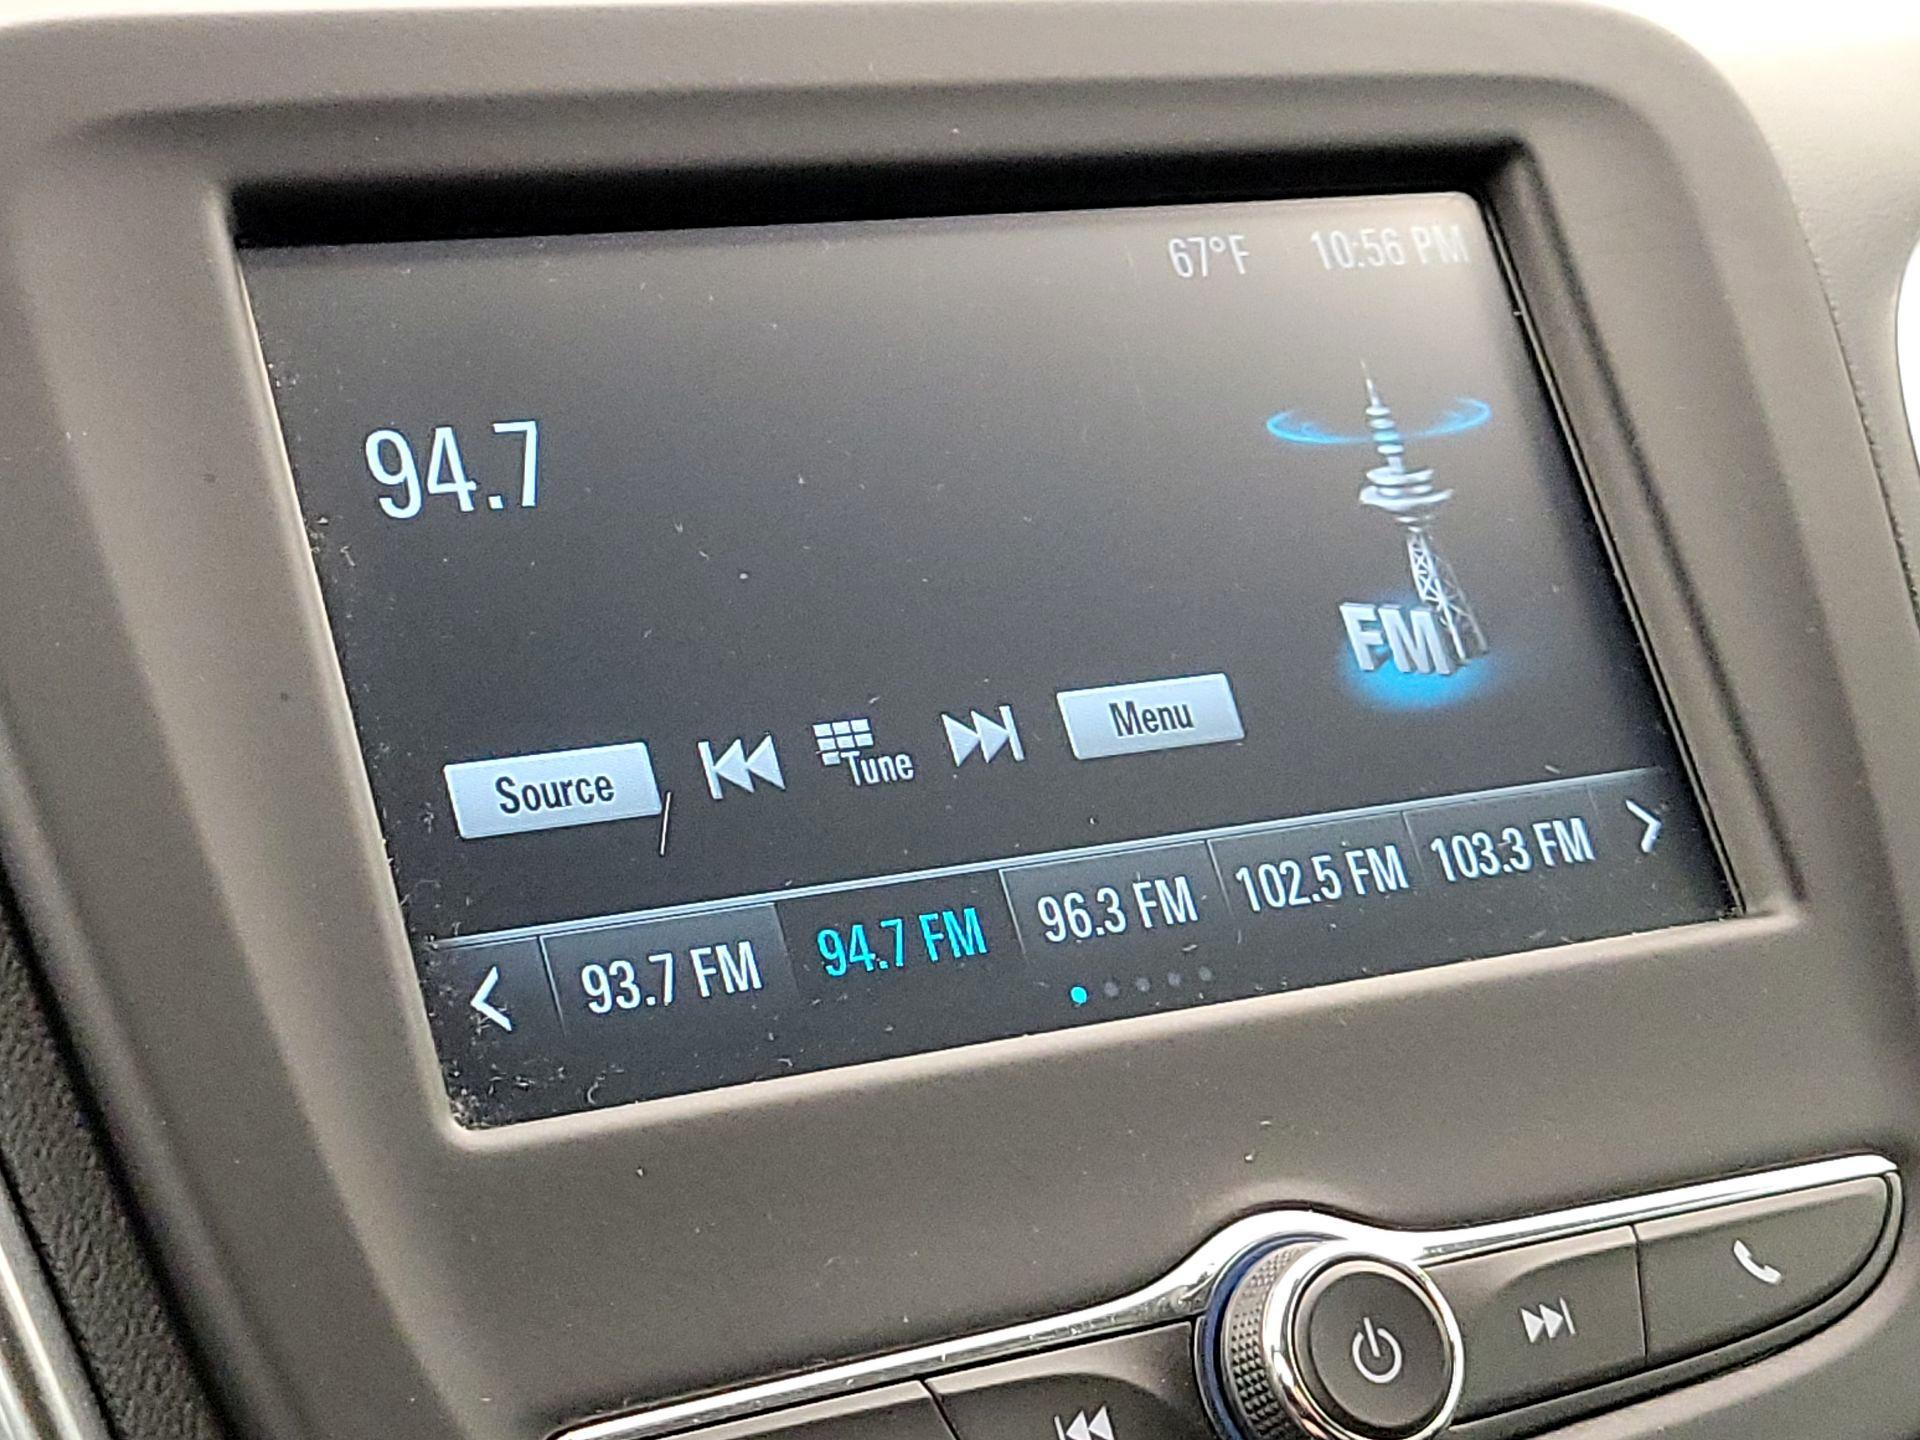 67°F 10:56 PM
94.7
FM
Source Tune Menu
93.7 FM 94.7 FM 96.3 FM 102.5 FM 103.3 FM